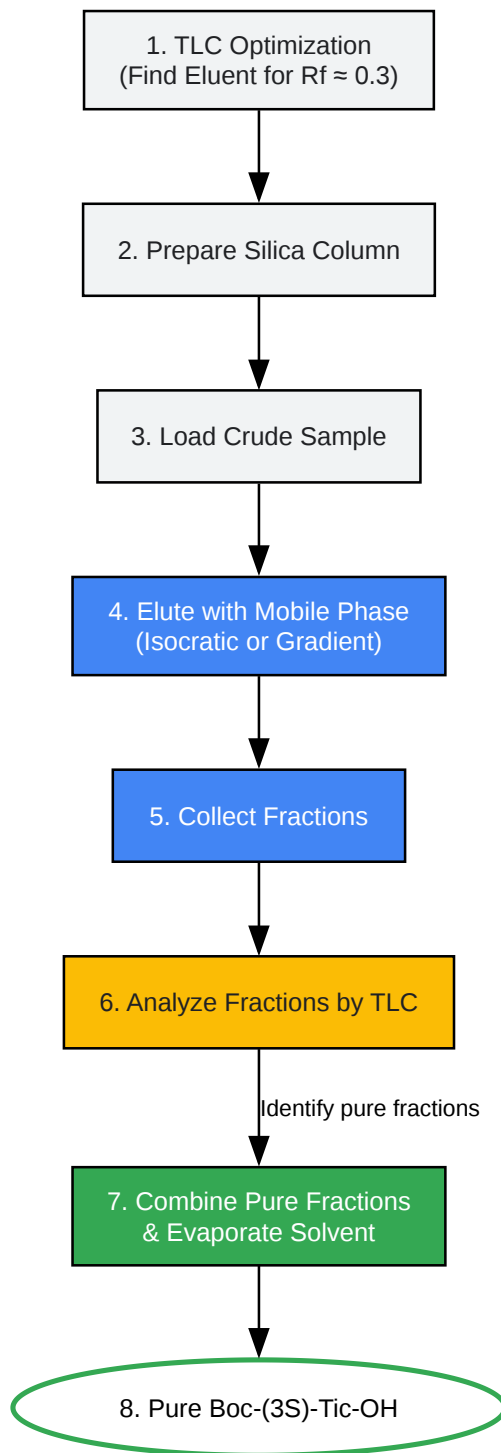 1. TLC Optimization
(Find Eluent for Rf ≈ 0.3)
2. Prepare Silica Column
3. Load Crude Sample
4. Elute with Mobile Phase
(Isocratic or Gradient)
5. Collect Fractions
6. Analyze Fractions by TLC
Identify pure fractions
7. Combine Pure Fractions
& Evaporate Solvent
8. Pure Boc-(3S)-Tic-OH